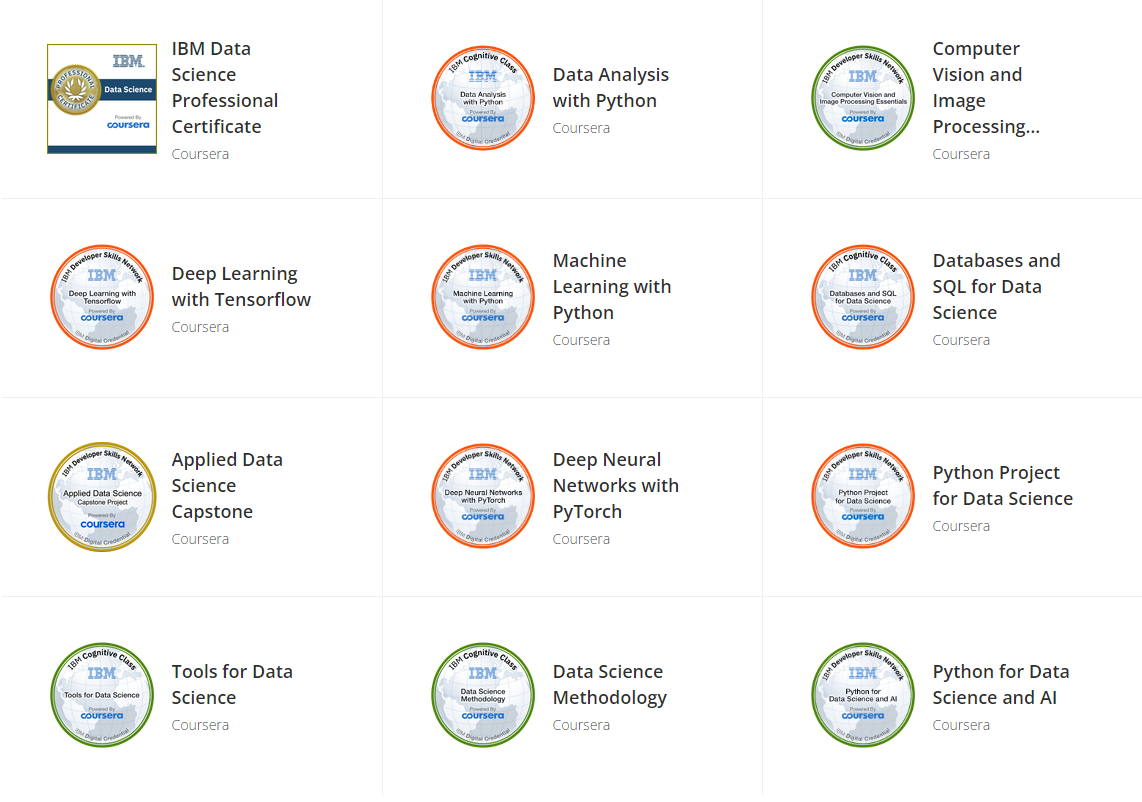 IBM.
PROFESSIONAL CERTIFICATE
Data Science
Powered By
coursera
IBM Data
Science
Professional
Certificate
Coursera
IBM Cognitive Class
IBM
Data Analysis
with Python
Powered By
coursera
IBM Digital Credential
Data Analysis
with Python
Coursera
IBM Developer Skills Network
IBM
Computer Vision and
Image Processing Essentials
Powered By
coursera
IBM Digital Credential
Computer
Vision and
Image
Processing...
Coursera
IBM Developer Skills Network
IBM
Deep Learning with
Tensorflow
Powered By
coursera
IBM Digital Credential
Deep Learning
with Tensorflow
Coursera
IBM Developer Skills Network
IBM
Machine Learning
with Python
Powered By
coursera
IBM Digital Credential
Machine
Learning with
Python
Coursera
IBM Cognitive Class
IBM
Databases and SQL
for Data Science
Powered By
coursera
IBM Digital Credential
Databases and
SQL for Data
Science
Coursera
IBM Developer Skills Network
IBM
Applied Data Science
Capstone Project
Powered By
coursera
IBM Digital Credential
Applied Data
Science
Capstone
Coursera
IBM Developer Skills Network
IBM
Deep Neural Networks
with PyTorch
Powered By
coursera
IBM Digital Credential
Deep Neural
Networks with
PyTorch
Coursera
IBM Developer Skills Network
IBM
Python Project
for Data Science
Powered By
coursera
IBM Digital Credential
Python Project
for Data Science
Coursera
IBM Cognitive Class
IBM
Tools for Data Science
Powered By
coursera
IBM Digital Credential
Tools for Data
Science
Coursera
IBM Cognitive Class
IBM
Data Science
Methodology
Powered By
coursera
IBM Digital Credential
Data Science
Methodology
Coursera
IBM Developer Skills Network
IBM
Python for
Data Science and AI
Powered By
coursera
IBM Digital Credential
Python for Data
Science and AI
Coursera